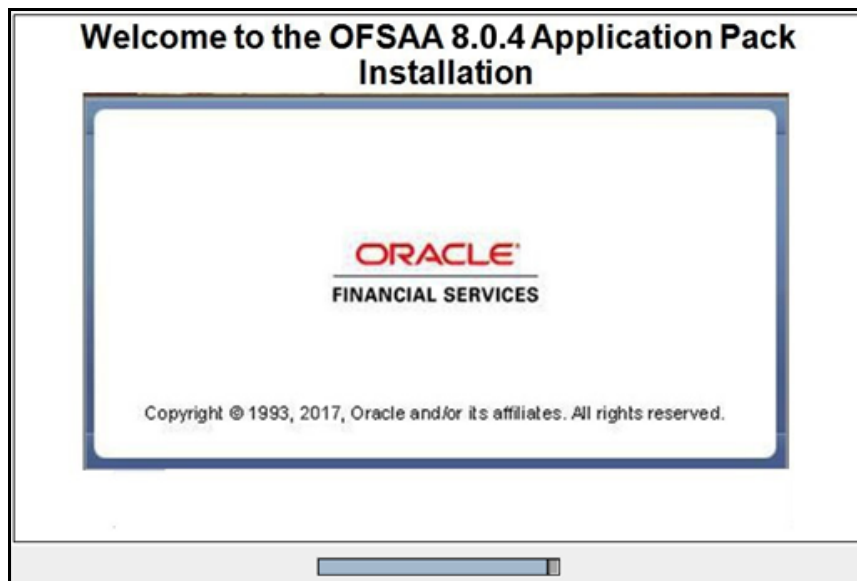 Welcome to the OFSAA 8.0.4 Application Pack
Installation
ORACLE
FINANCIAL SERVICES
Copyright © 1993, 2017, Oracle and/or its affiliates. All rights reserved.